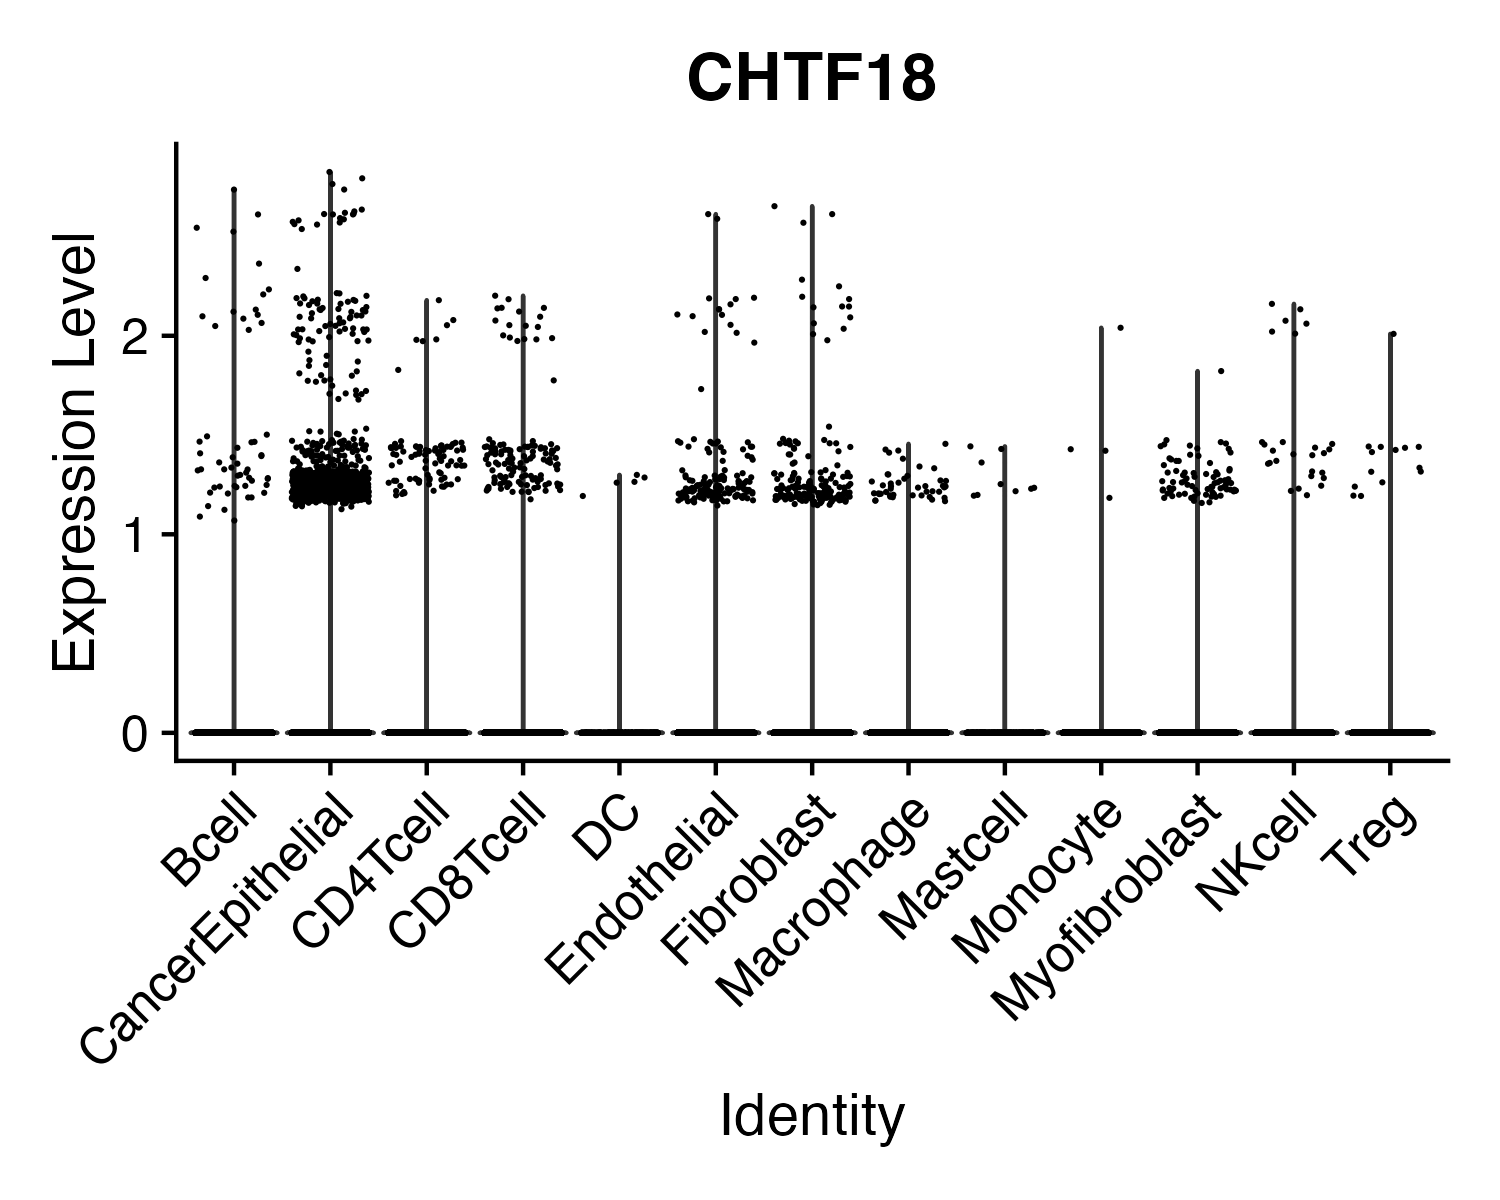 CHTF18
Expression Level
2
1
0
Bcell
CancerEpithelial
CD4Tcell
CD8Tcell
DC
Endothelial
Fibroblast
Macrophage
Mastcell
Monocyte
Myofibroblast
NKcell
Treg
Identity